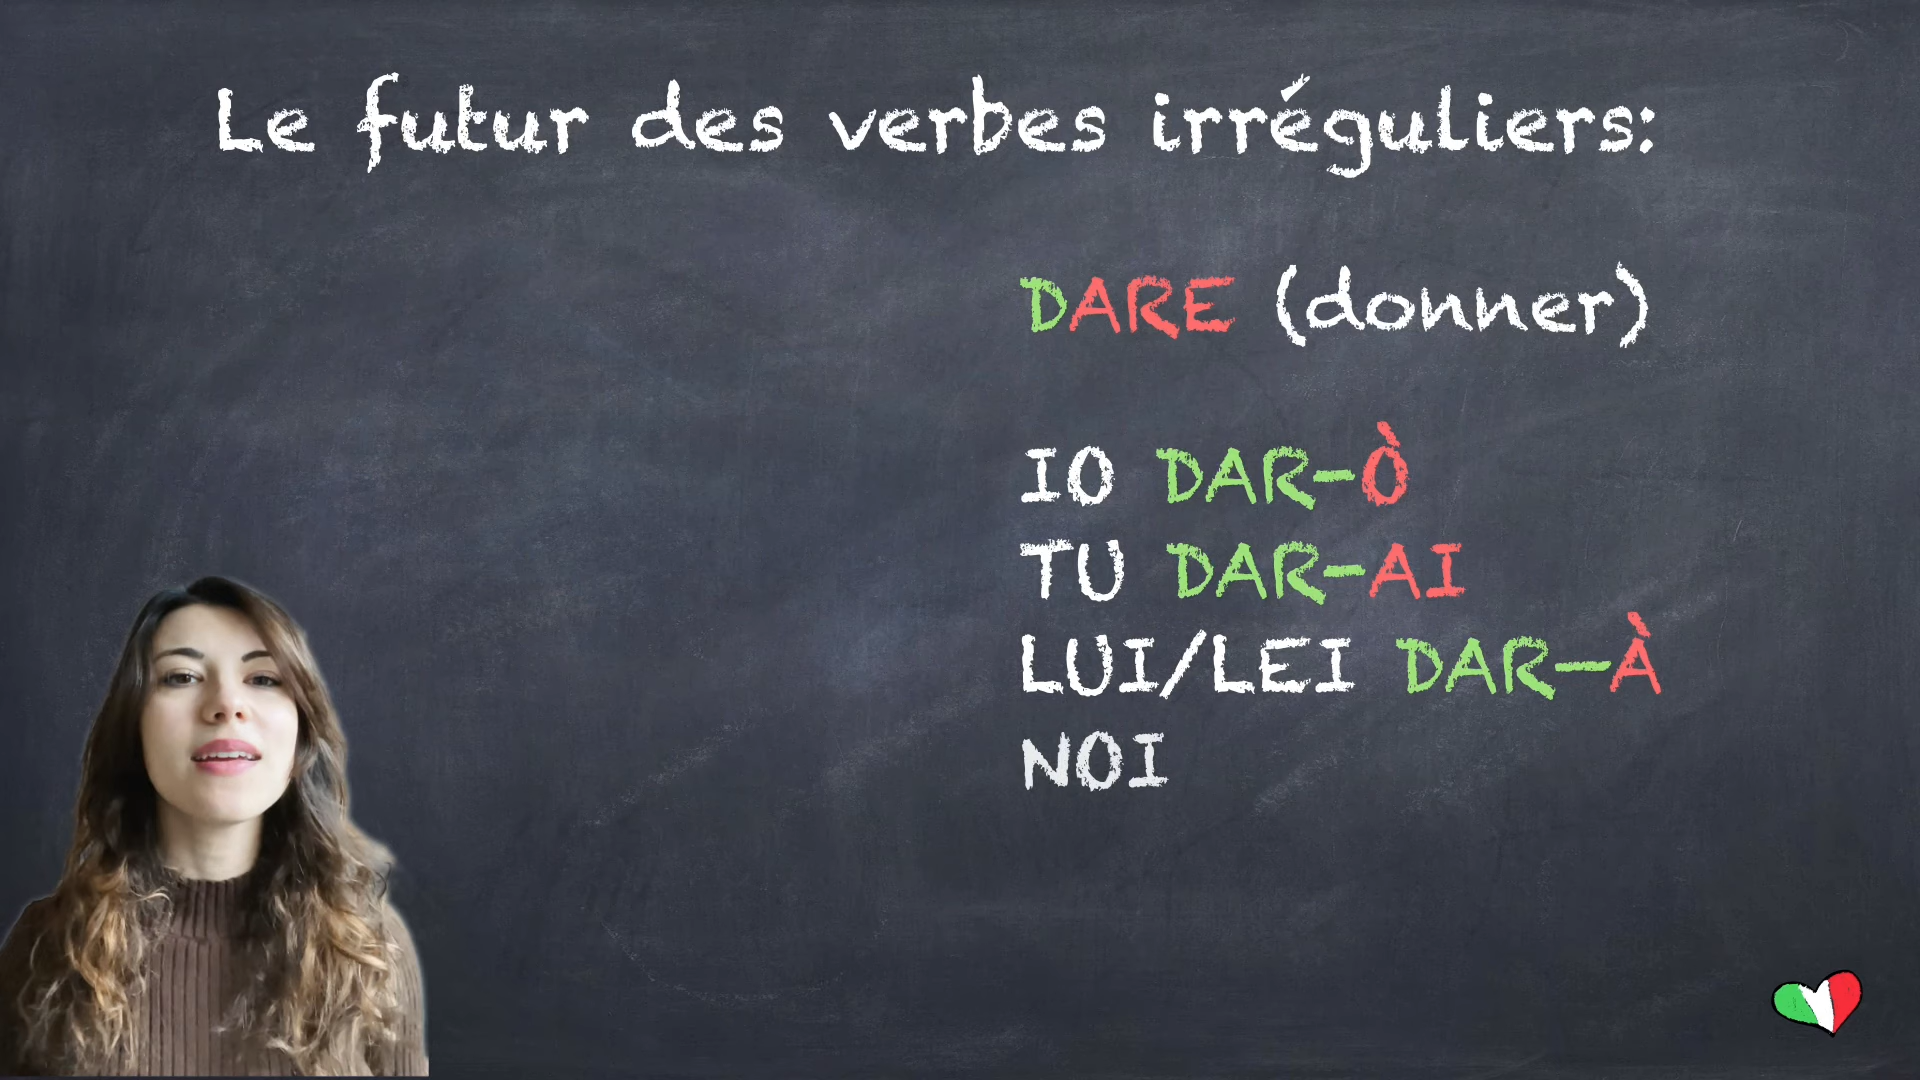 Le futur des verbes irréguliers:
DARE (donner)
IO DAR-Ò
TU DAR-AI
LUI/LEI DAR-À
NOI